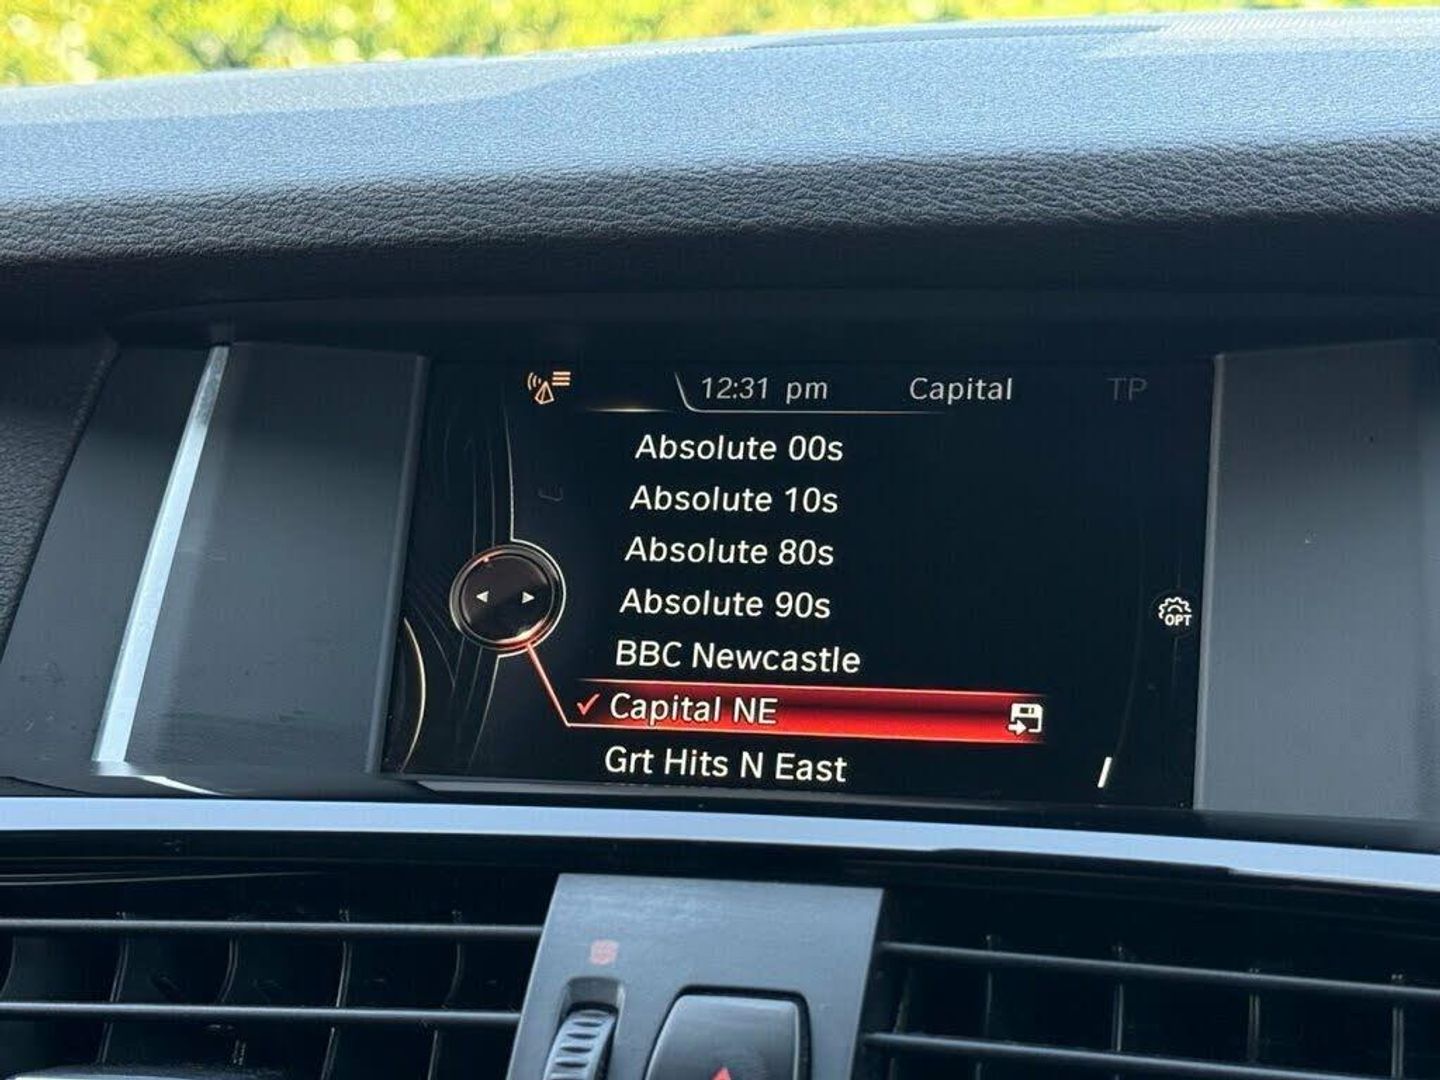 12:31 pm Capital TP
Absolute 00s
Absolute 10s
Absolute 80s
Absolute 90s
BBC Newcastle
OPT
Capital NE
Grt Hits N East